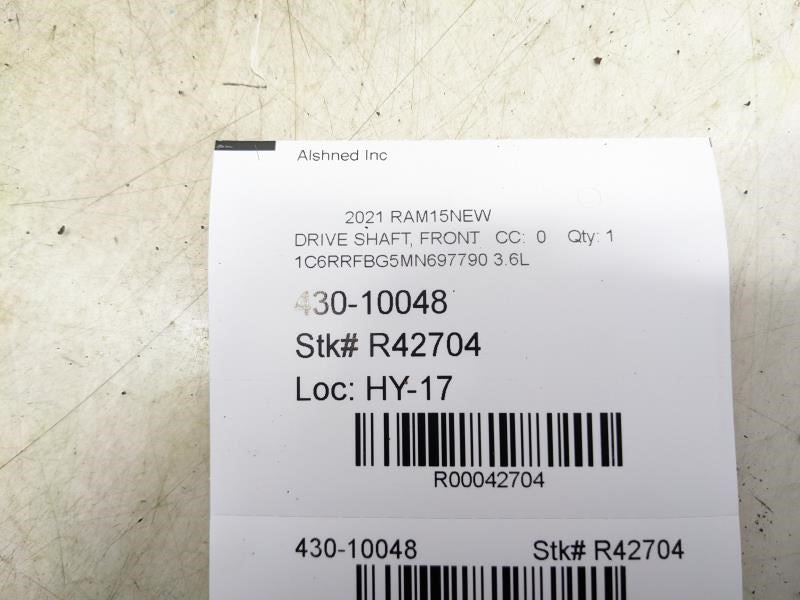 Alshned Inc
2021 RAM15NEW
DRIVE SHAFT, FRONT CC: 0 Qty: 1
1C6RRFBG5MN697790 3.6L
430-10048
Stk# R42704
Loc: HY-17
R00042704
430-10048 Stk# R42704